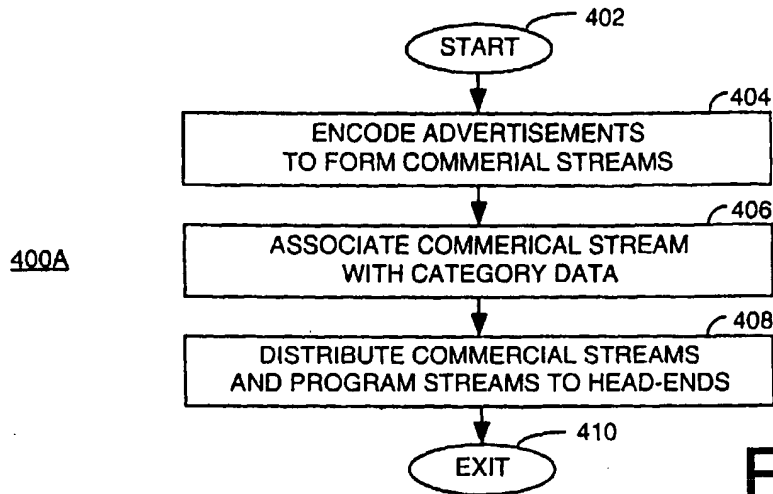 402
START
404
ENCODE ADVERTISEMENTS
TO FORM COMMERIAL STREAMS
406
400A
ASSOCIATE COMMERICAL STREAM
WITH CATEGORY DATA
408
DISTRIBUTE COMMERCIAL STREAMS
AND PROGRAM STREAMS TO HEAD-ENDS
410
EXIT